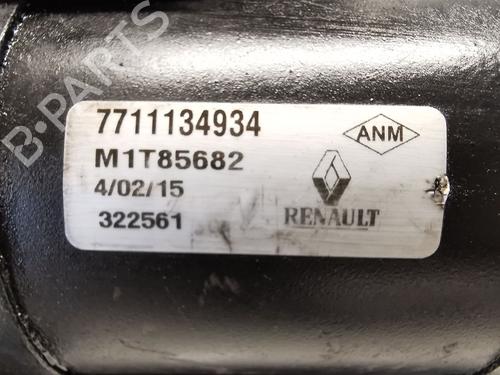 B-PARTS
7711134934
ANM
M1T85682
4/02/15
322561
RENAULT